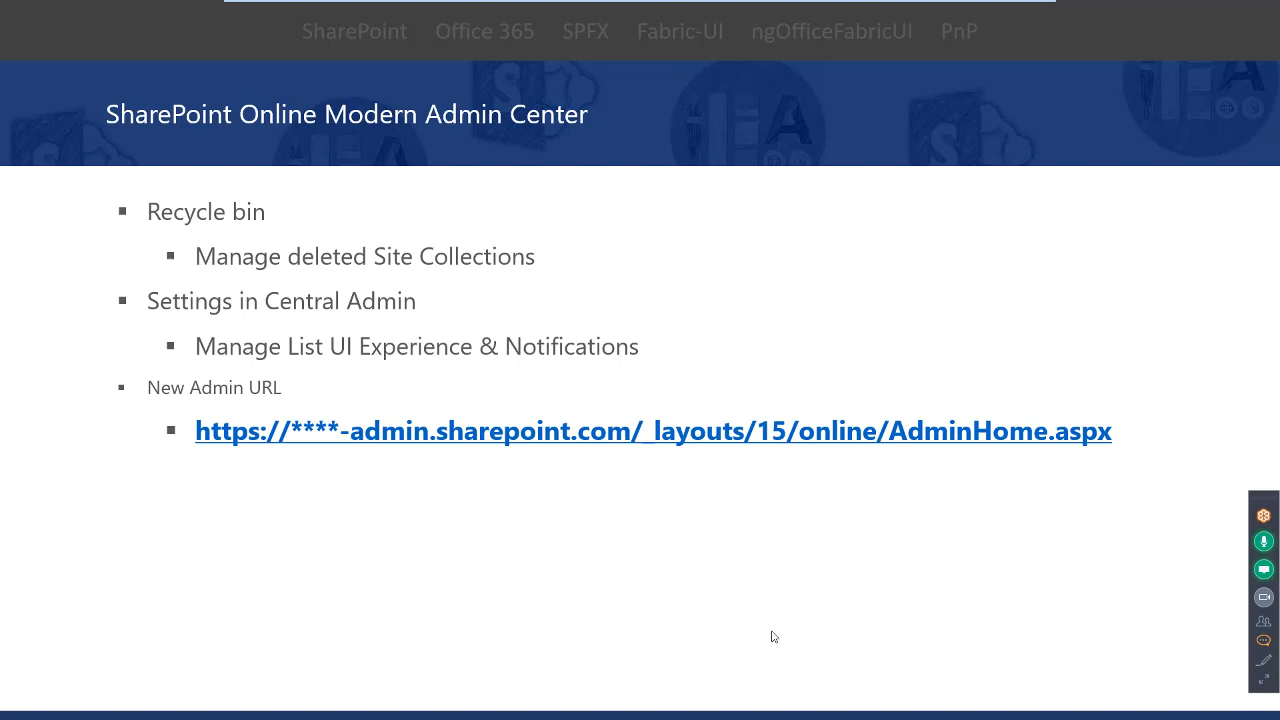 SharePoint Office 365 SPFX Fabric-UI ngOfficeFabricUI PnP
SharePoint Online Modern Admin Center
Recycle bin
Manage deleted Site Collections
Settings in Central Admin
Manage List UI Experience & Notifications
New Admin URL
https://****-admin.sharepoint.com/_layouts/15/online/AdminHome.aspx